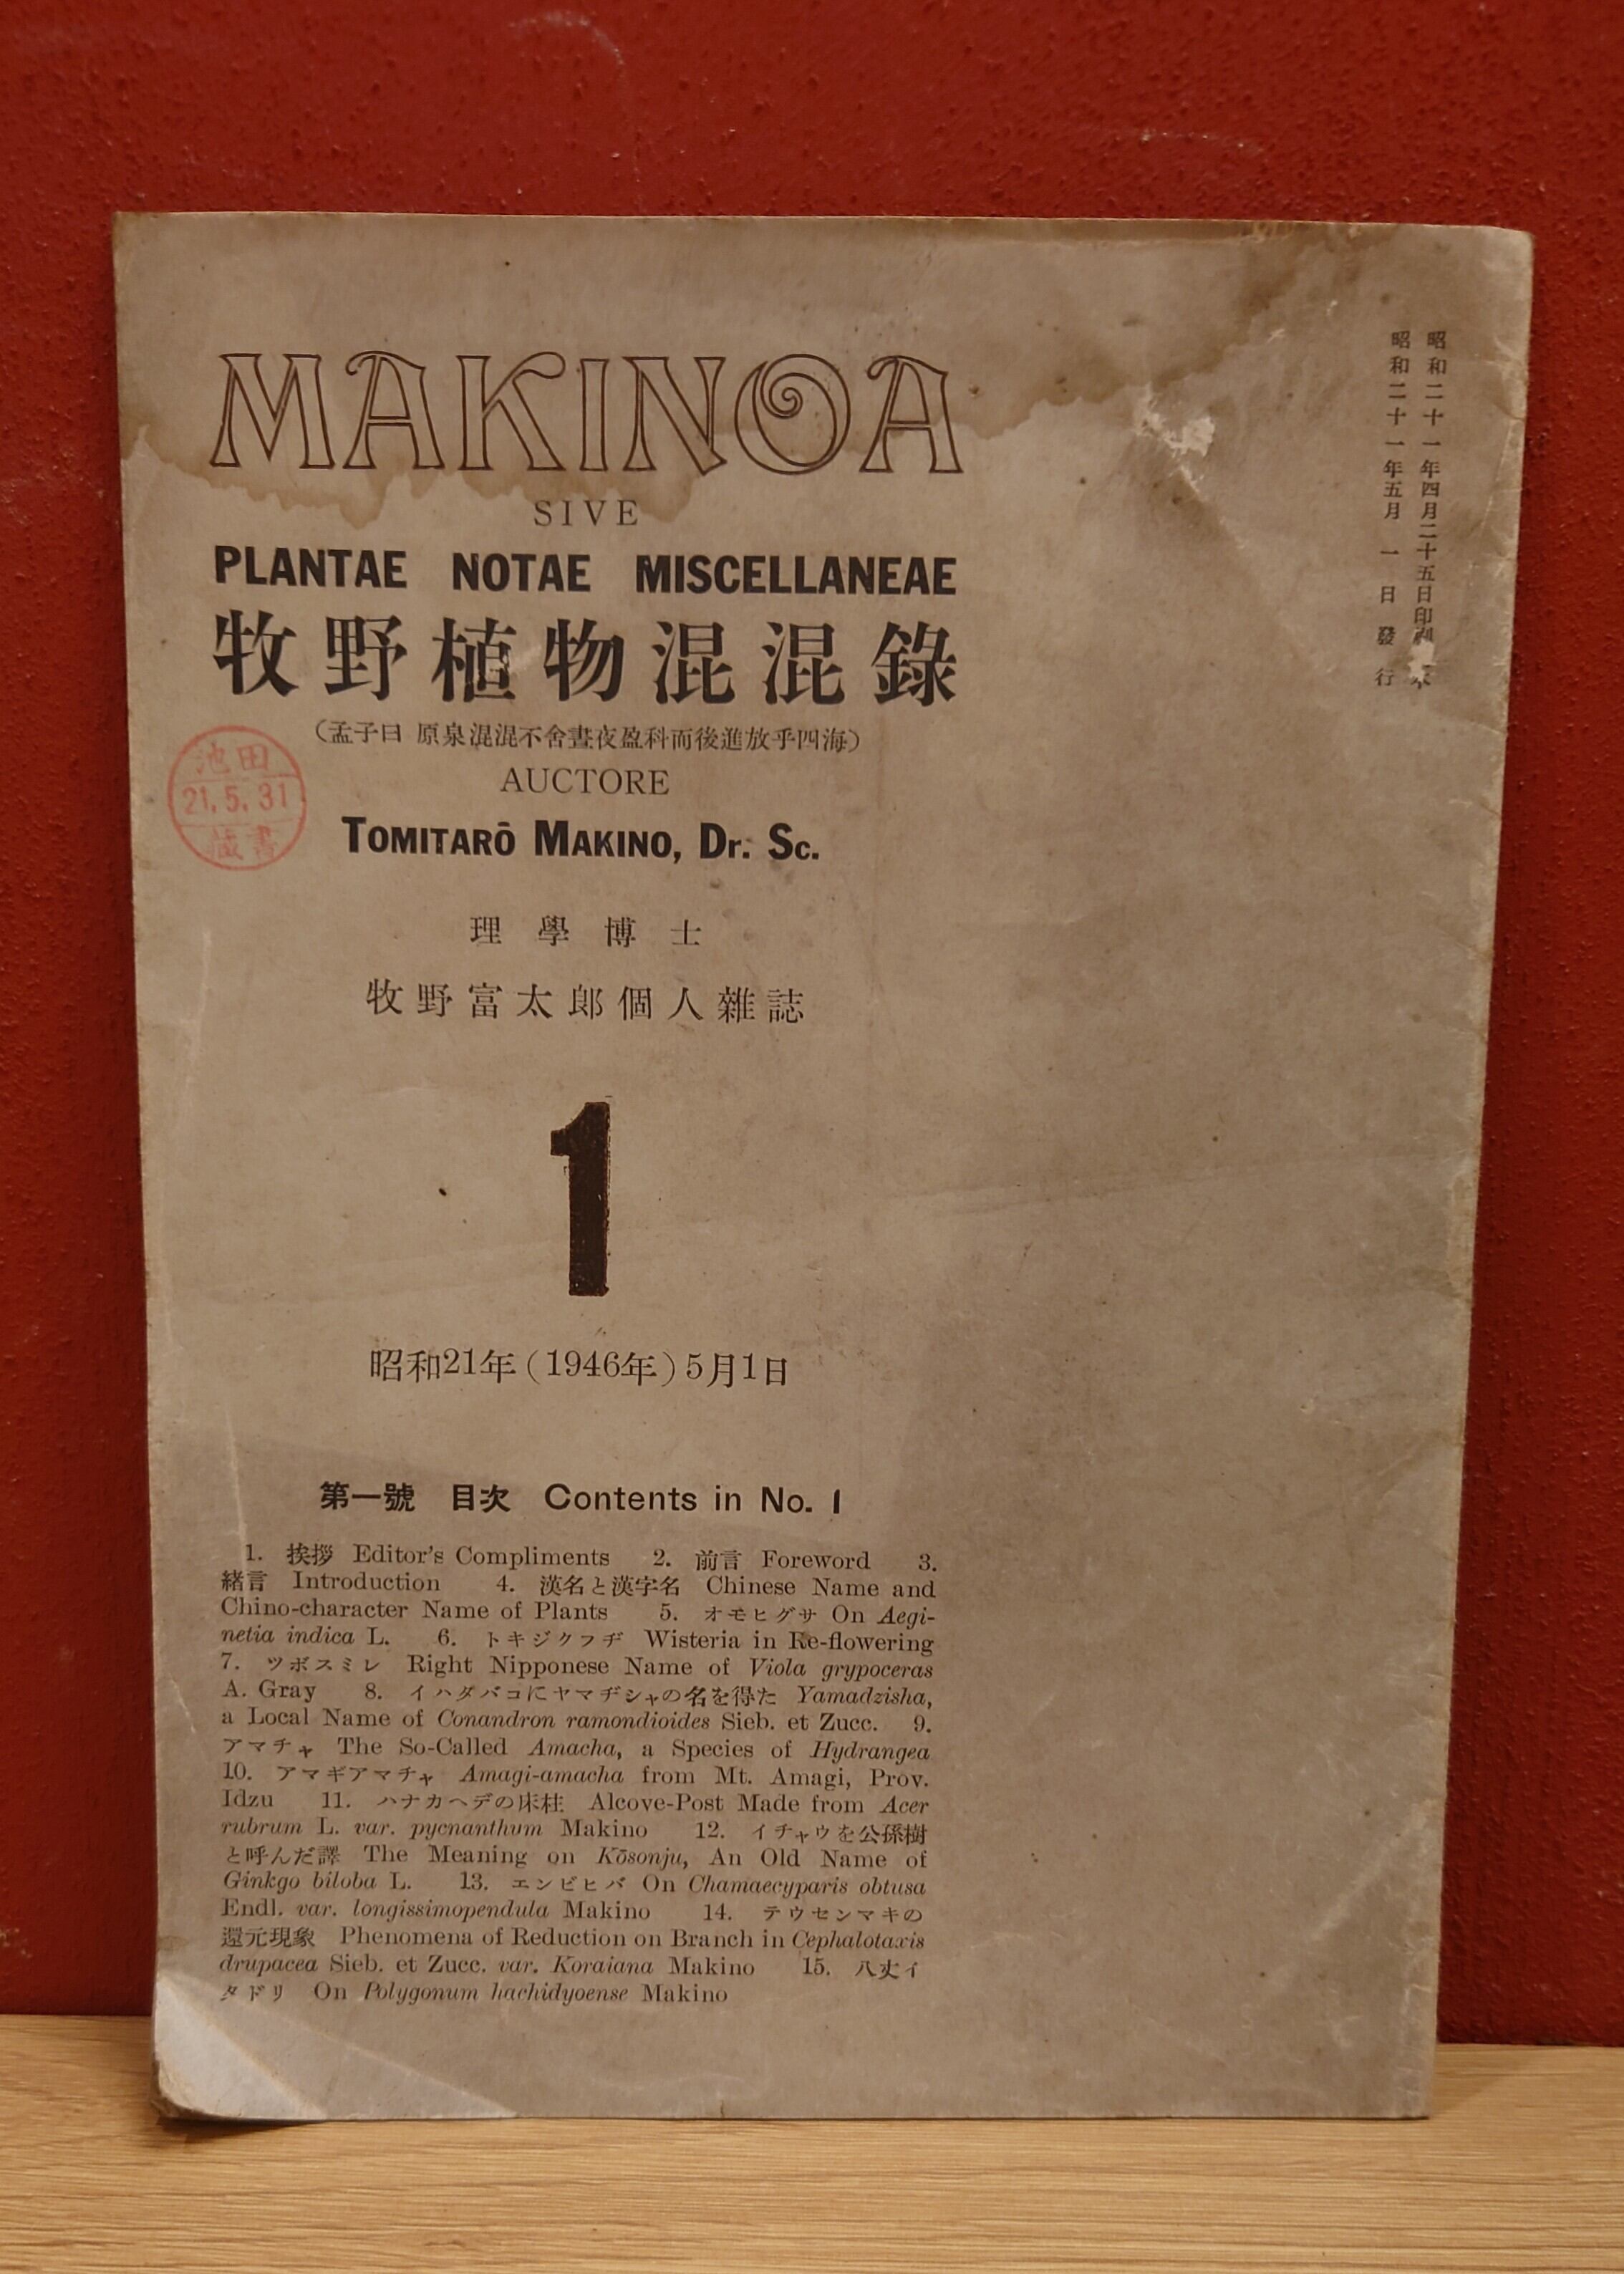 MAKINOA
SIVE
PLANTAE NOTAE MISCELLANEAE
牧野植物混混錄
（孟子曰 原泉混混不舍晝夜盈科而後進放乎四海）
AUCTORE
TOMITARŌ MAKINO, Dr. Sc.
理學博士
牧野富太郎個人雜誌
1
昭和21年（1946年）5月1日
第一號 目次 Contents in No. 1
1. 挨拶 Editor's Compliments 2. 前言 Foreword 3.
緖言 Introduction 4. 漢名と漢字名 Chinese Name and
Chino-character Name of Plants 5. オモヒグサ On Aegi-
netia indica L. 6. トキジクフヂ Wisteria in Re-flowering
7. ツボスミレ Right Nipponese Name of Viola grypoceras
A. Gray 8. イハダバコにヤマヂシャの名を得た Yamadzisha,
a Local Name of Conandron ramondioides Sieb. et Zucc. 9.
アマチャ The So-Called Amacha, a Species of Hydrangea
10. アマギアマチャ Amagi-amacha from Mt. Amagi, Prov.
Idzu 11. ハナカヘデの床柱 Alcove-Post Made from Acer
rubrum L. var. pycnanthum Makino 12. イチャウを公孫樹
と呼んだ譯 The Meaning on Kōsonju, An Old Name of
Ginkgo biloba L. 13. エンビヒバ On Chamaecyparis obtusa
Endl. var. longissimopendula Makino 14. テウセンマキの
還元現象 Phenomena of Reduction on Branch in Cephalotaxis
drupacea Sieb. et Zucc. var. Koraiana Makino 15. 八丈イ
タドリ On Polygonum hachidyoense Makino
昭和二十一年四月二十五日印刷
昭和二十一年五月一日發行
池田
21.5.31
藏書